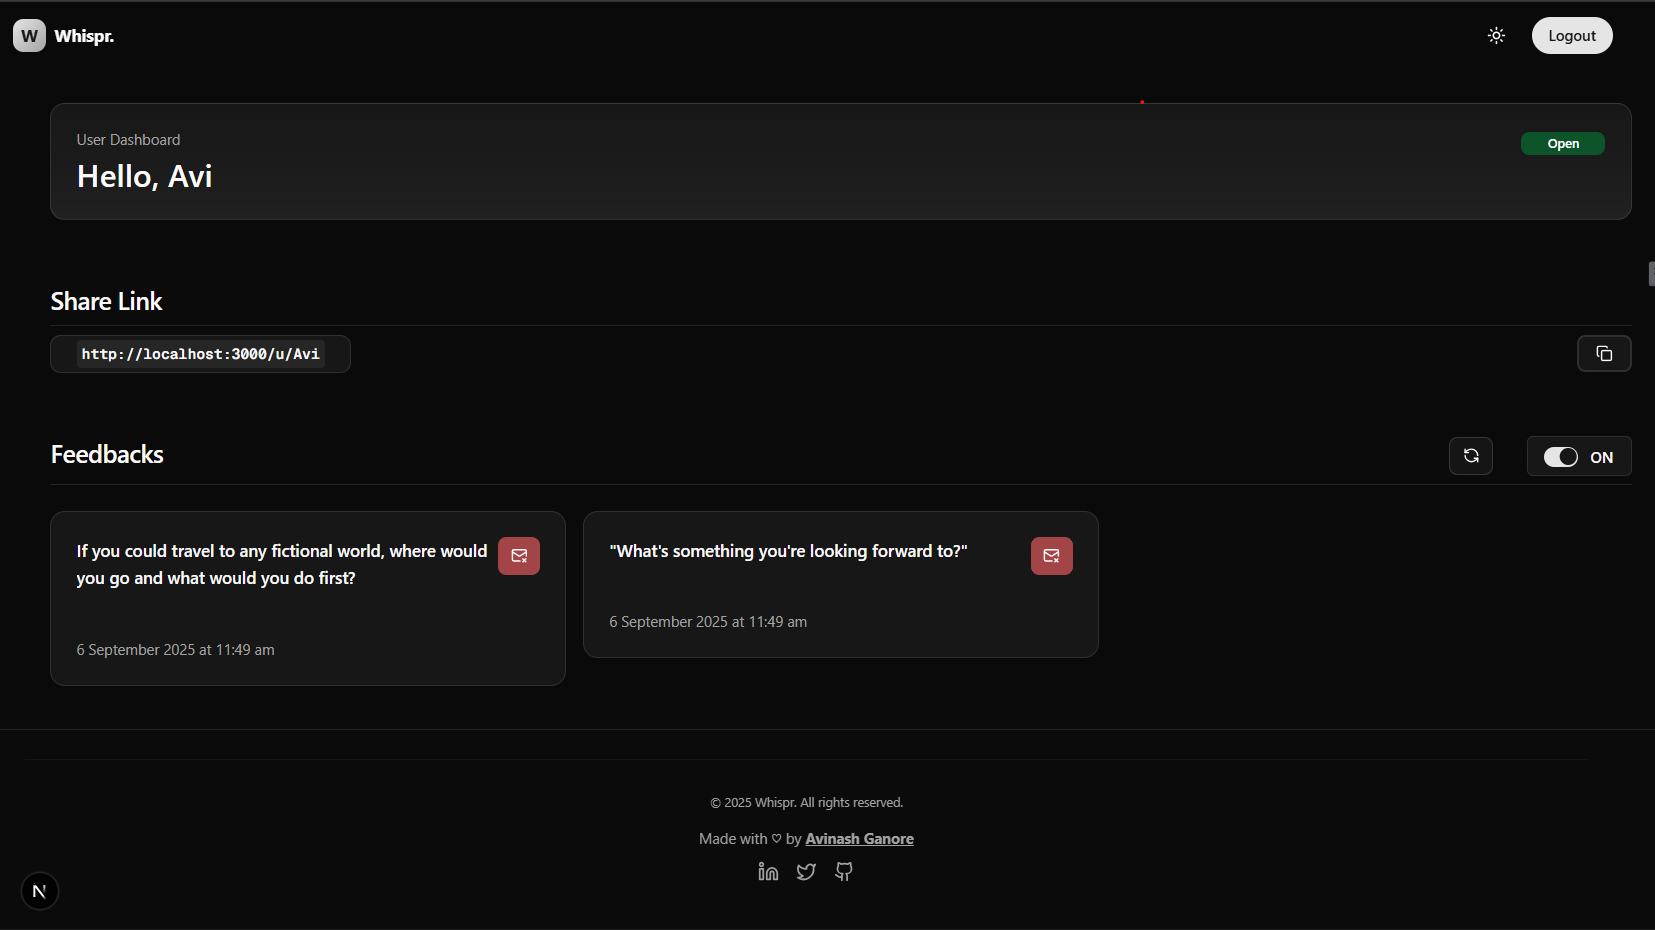 W Whispr.
Logout
User Dashboard
Open
Hello, Avi
Share Link
http://localhost:3000/u/Avi
Feedbacks
ON
If you could travel to any fictional world, where would
you go and what would you do first?
6 September 2025 at 11:49 am
"What's something you're looking forward to?"
6 September 2025 at 11:49 am
© 2025 Whispr. All rights reserved.
Made with ♡ by Avinash Ganore
N